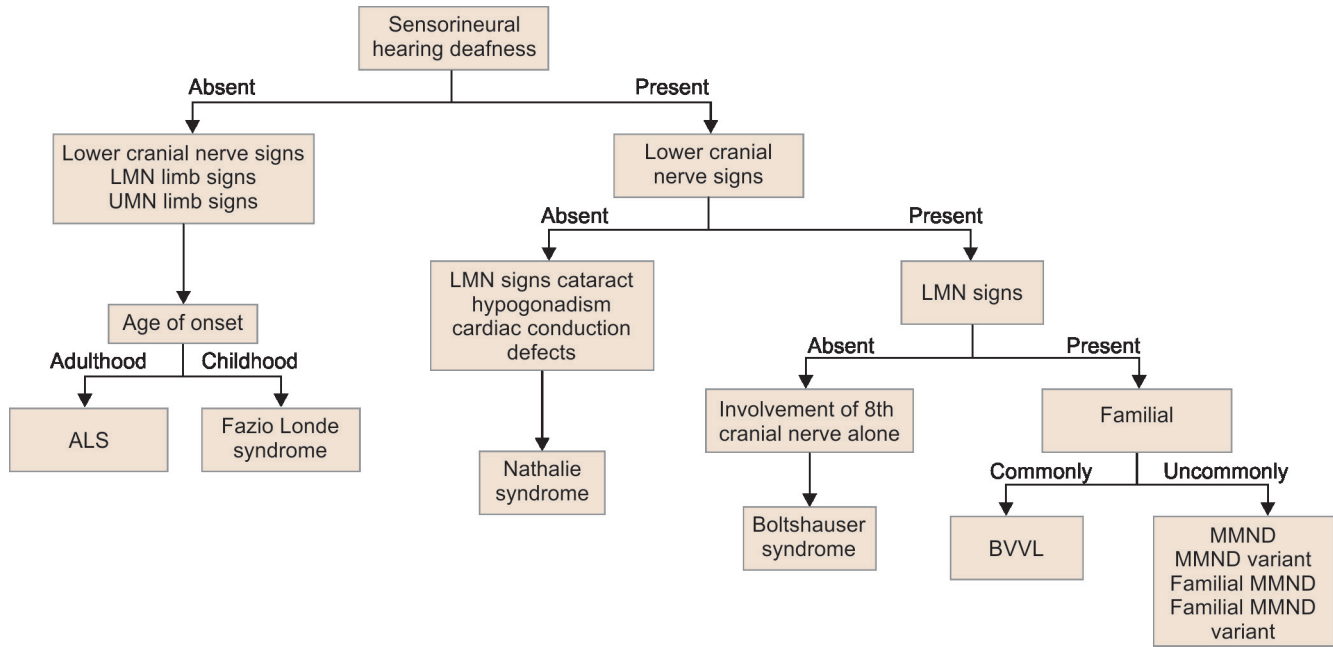 Sensorineural
hearing deafness
Absent
Present
Lower cranial nerve signs
LMN limb signs
UMN limb signs
Lower cranial
nerve signs
Absent
Present
LMN signs cataract
hypogonadism
cardiac conduction
defects
LMN signs
Age of onset
Adulthood
Childhood
Absent
Present
ALS
Fazio Londe
syndrome
Involvement of 8th
cranial nerve alone
Familial
Nathalie
syndrome
Commonly
Uncommonly
Boltshauser
syndrome
BVVL
MMND
MMND variant
Familial MMND
Familial MMND
variant